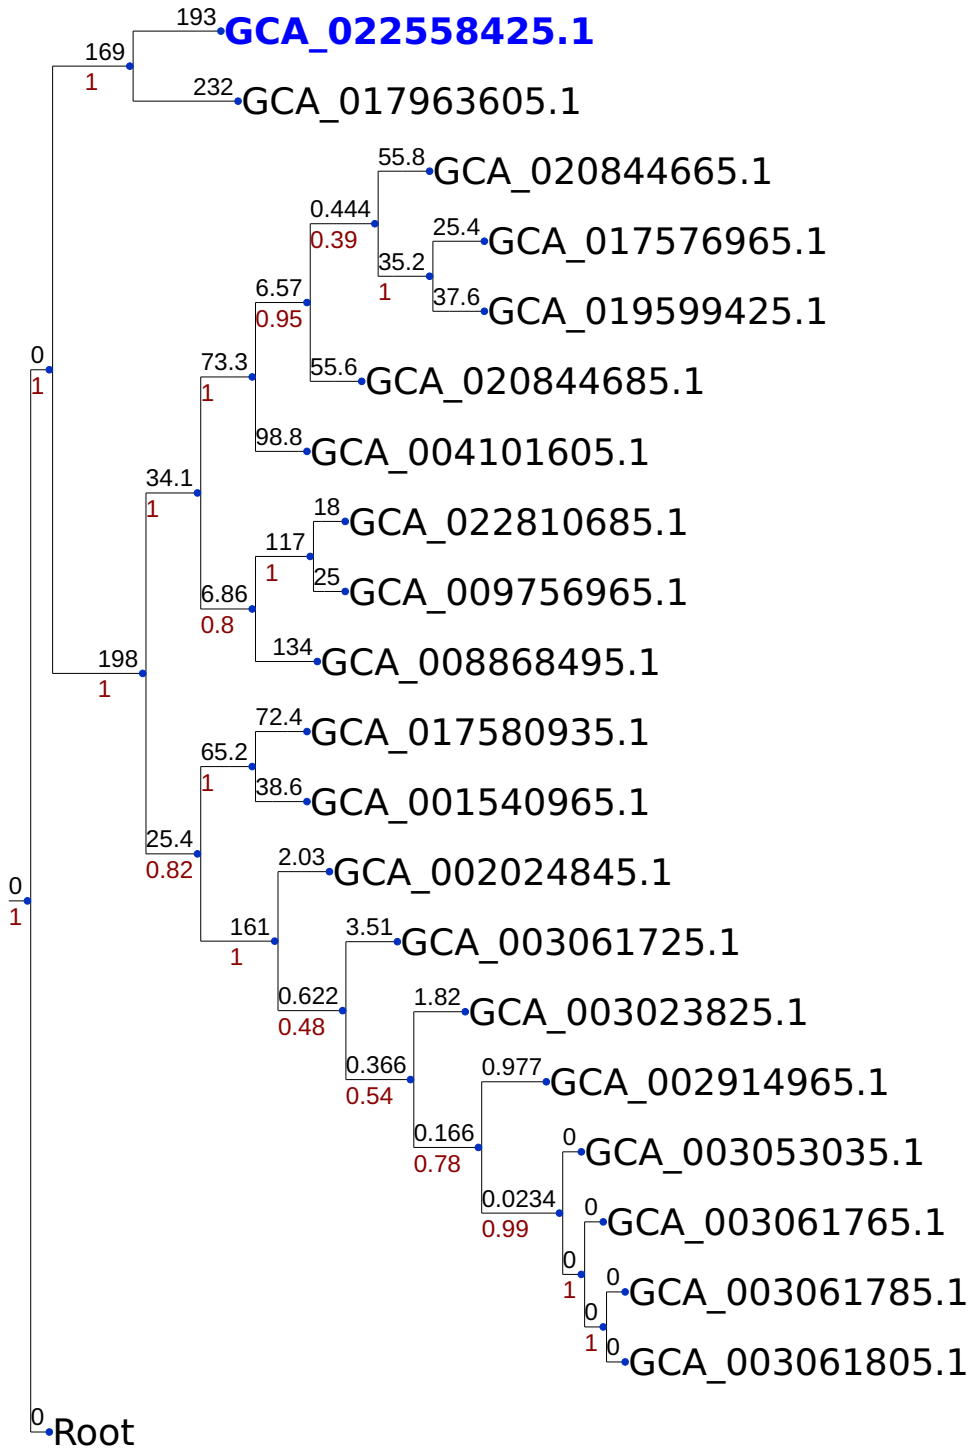 193
GCA_022558425.1
169
1
232
GCA_017963605.1
55.8
GCA_020844665.1
0.444
0.39
25.4
GCA_017576965.1
35.2
1
37.6
GCA_019599425.1
6.57
0.95
55.6
GCA_020844685.1
0
1
73.3
1
98.8
GCA_004101605.1
34.1
1
18
GCA_022810685.1
117
1
25
GCA_009756965.1
6.86
0.8
134
GCA_008868495.1
198
1
72.4
GCA_017580935.1
65.2
1
38.6
GCA_001540965.1
25.4
0.82
2.03
GCA_002024845.1
0
1
161
1
3.51
GCA_003061725.1
0.622
0.48
1.82
GCA_003023825.1
0.366
0.54
0.977
GCA_002914965.1
0.166
0.78
0
GCA_003053035.1
0.0234
0.99
0
GCA_003061765.1
0
1
0
GCA_003061785.1
0
1
0
GCA_003061805.1
0
Root